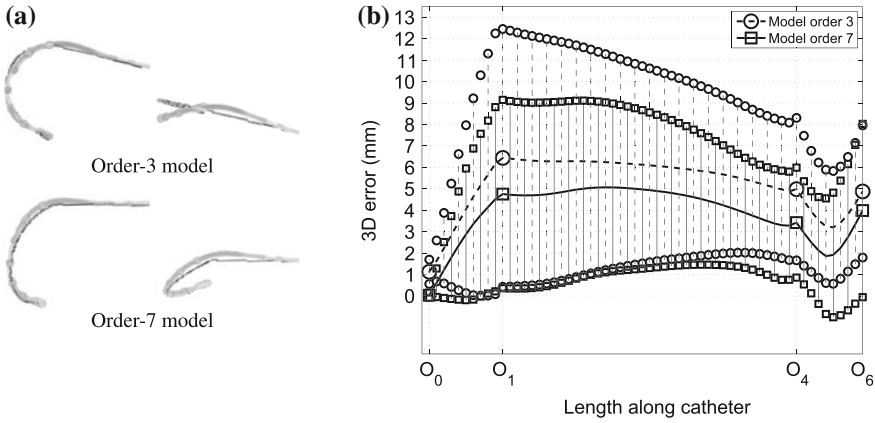 (a)
Order-3 model
Order-7 model
(b)
13
12
11
10
9
8
7
6
5
4
3
2
1
0
3D error (mm)
Model order 3
Model order 7
O0 O1 O4 O6
Length along catheter